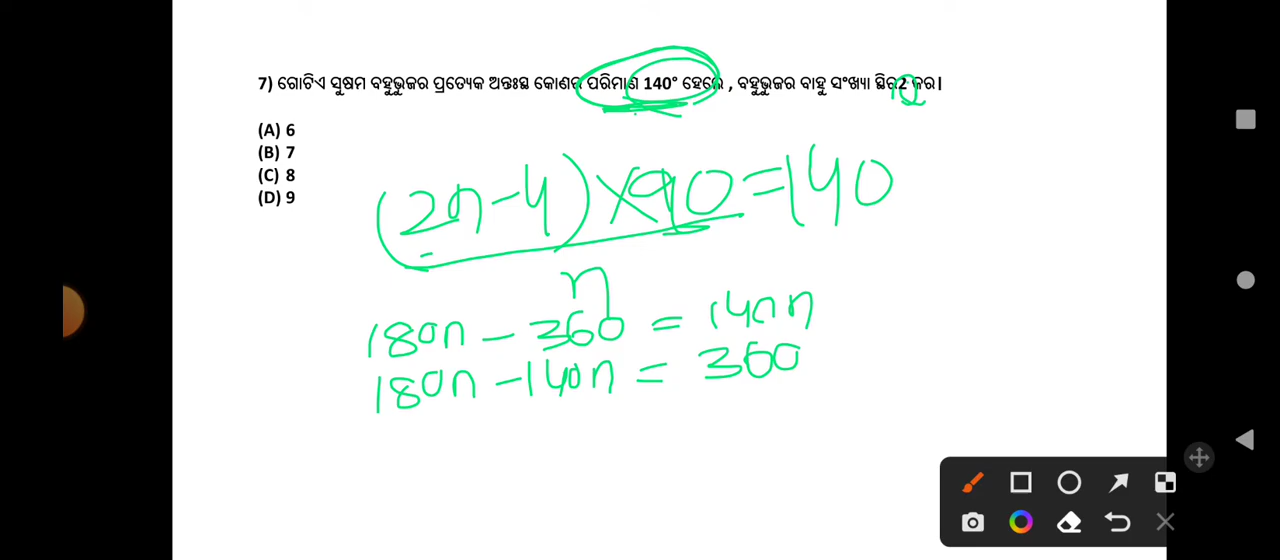 7) ଗୋଟିଏ ସୁଷମ ବହୁଭୁଜର ପ୍ରତ୍ୟେକ ଅନ୍ତଃସ୍ଥ କୋଣର ପରିମାଣ 140° ହେଲେ , ବହୁଭୁଜର ବାହୁ ସଂଖ୍ୟା ସ୍ଥିର2 କର।
(A) 6
(B) 7
(C) 8
(D) 9
(2n-4)×90=140
n
180n-360=140n
180n-140n=360